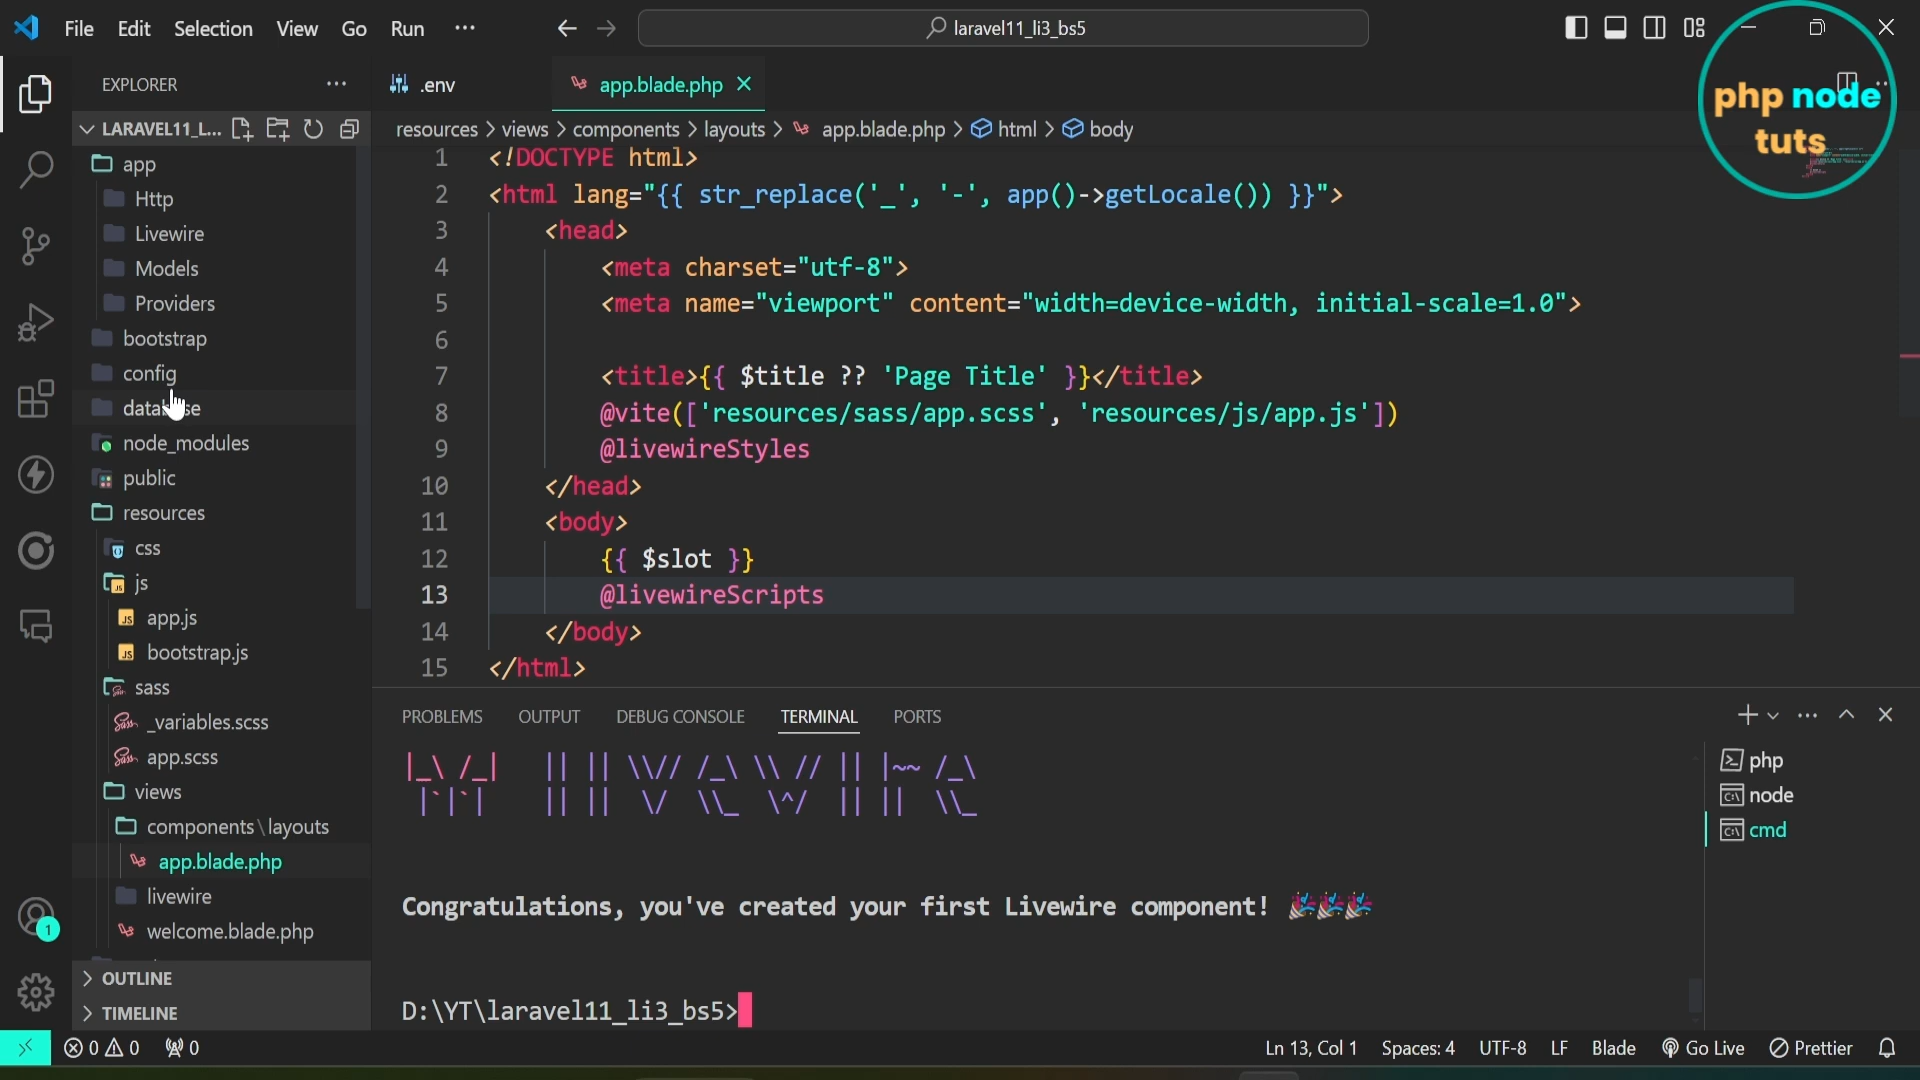 File Edit Selection View Go Run ···
laravel11_li3_bs5
php node
tuts
EXPLORER
.env
app.blade.php
LARAVEL11_L...
resources > views > components > layouts > app.blade.php > html > body
app
Http
Livewire
Models
Providers
bootstrap
config
database
node_modules
public
resources
css
js
app.js
bootstrap.js
sass
_variables.scss
app.scss
views
components\layouts
app.blade.php
livewire
welcome.blade.php
OUTLINE
TIMELINE
1 <!DOCTYPE html>
2 <html lang="{{ str_replace('_', '-', app()->getLocale()) }}">
3 <head>
4 <meta charset="utf-8">
5 <meta name="viewport" content="width=device-width, initial-scale=1.0">
6
7 <title>{{ $title ?? 'Page Title' }}</title>
8 @vite(['resources/sass/app.scss', 'resources/js/app.js'])
9 @livewireStyles
10 </head>
11 <body>
12 {{ $slot }}
13 @livewireScripts
14 </body>
15 </html>
PROBLEMS OUTPUT DEBUG CONSOLE TERMINAL PORTS
|_\ /_| || || \\// /_\ \\ // || |~~ /_\
|`|`| || || \/ \\_ \^/ || || \\_
Congratulations, you've created your first Livewire component! 🎉🎉🎉
D:\YT\laravel11_li3_bs5>
php
node
cmd
1
0 0 0
Ln 13, Col 1 Spaces: 4 UTF-8 LF Blade Go Live Prettier